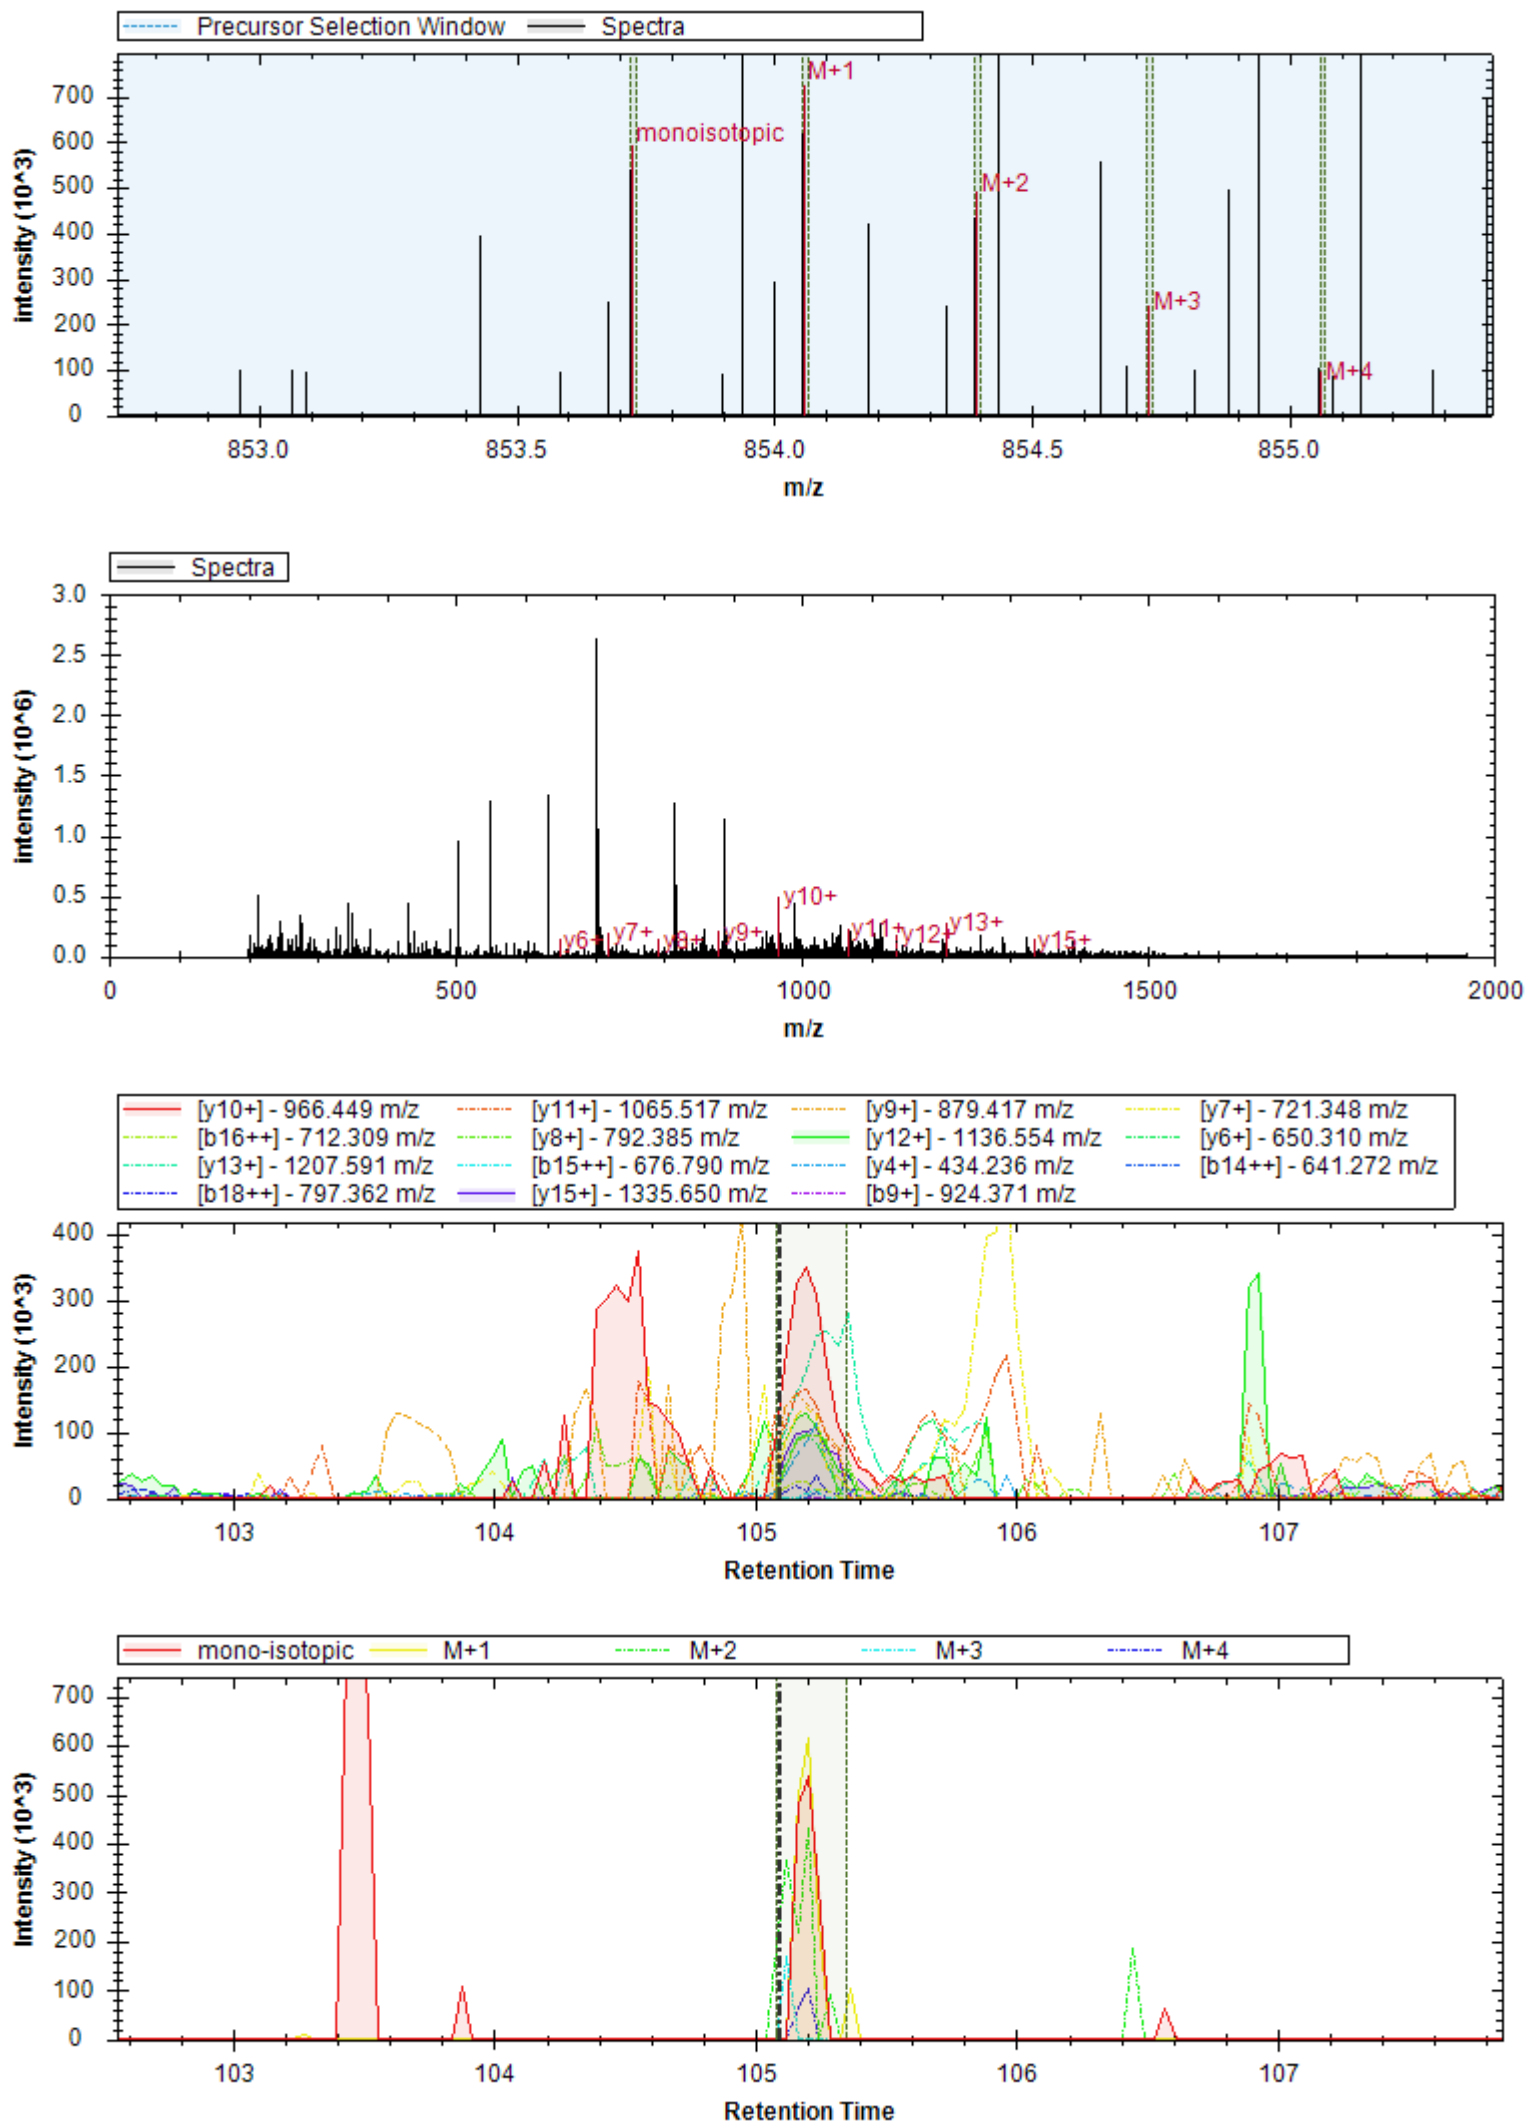 Precursor Selection Window Spectra
700
600
500
400
300
200
100
0
intensity (10^3)
monoisotopic
M+1
M+2
M+3
M+4
853.0 853.5 854.0 854.5 855.0
m/z
Spectra
3.0
2.5
2.0
1.5
1.0
0.5
0.0
intensity (10^6)
y6+ y7+ y8+ y9+ y10+ y11+ y12+ y13+ y15+
0 500 1000 1500 2000
m/z
[y10+] - 966.449 m/z [y11+] - 1065.517 m/z [y9+] - 879.417 m/z [y7+] - 721.348 m/z
[b16++] - 712.309 m/z [y8+] - 792.385 m/z [y12+] - 1136.554 m/z [y6+] - 650.310 m/z
[y13+] - 1207.591 m/z [b15++] - 676.790 m/z [y4+] - 434.236 m/z [b14++] - 641.272 m/z
[b18++] - 797.362 m/z [y15+] - 1335.650 m/z [b9+] - 924.371 m/z
400
300
200
100
0
Intensity (10^3)
103 104 105 106 107
Retention Time
mono-isotopic M+1 M+2 M+3 M+4
700
600
500
400
300
200
100
0
Intensity (10^3)
103 104 105 106 107
Retention Time